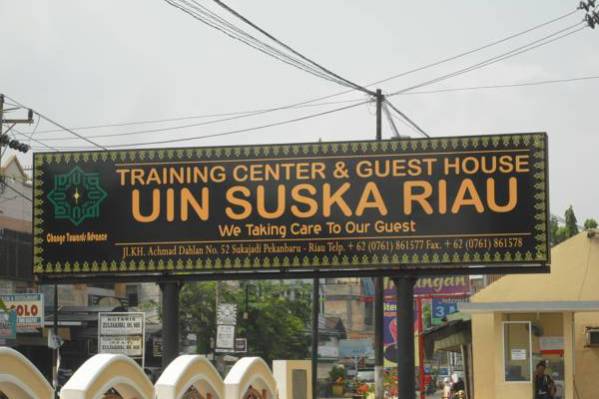 TRAINING CENTER & GUEST HOUSE
UIN SUSKA RIAU
We Taking Care To Our Guest
Change Towards Advance
Jl.KH. Achmad Dahlan No. 52 Sukajadi Pekanbaru - Riau Telp. + 62 (0761) 861577 Fax. + 62 (0761) 861578
NOTARIS